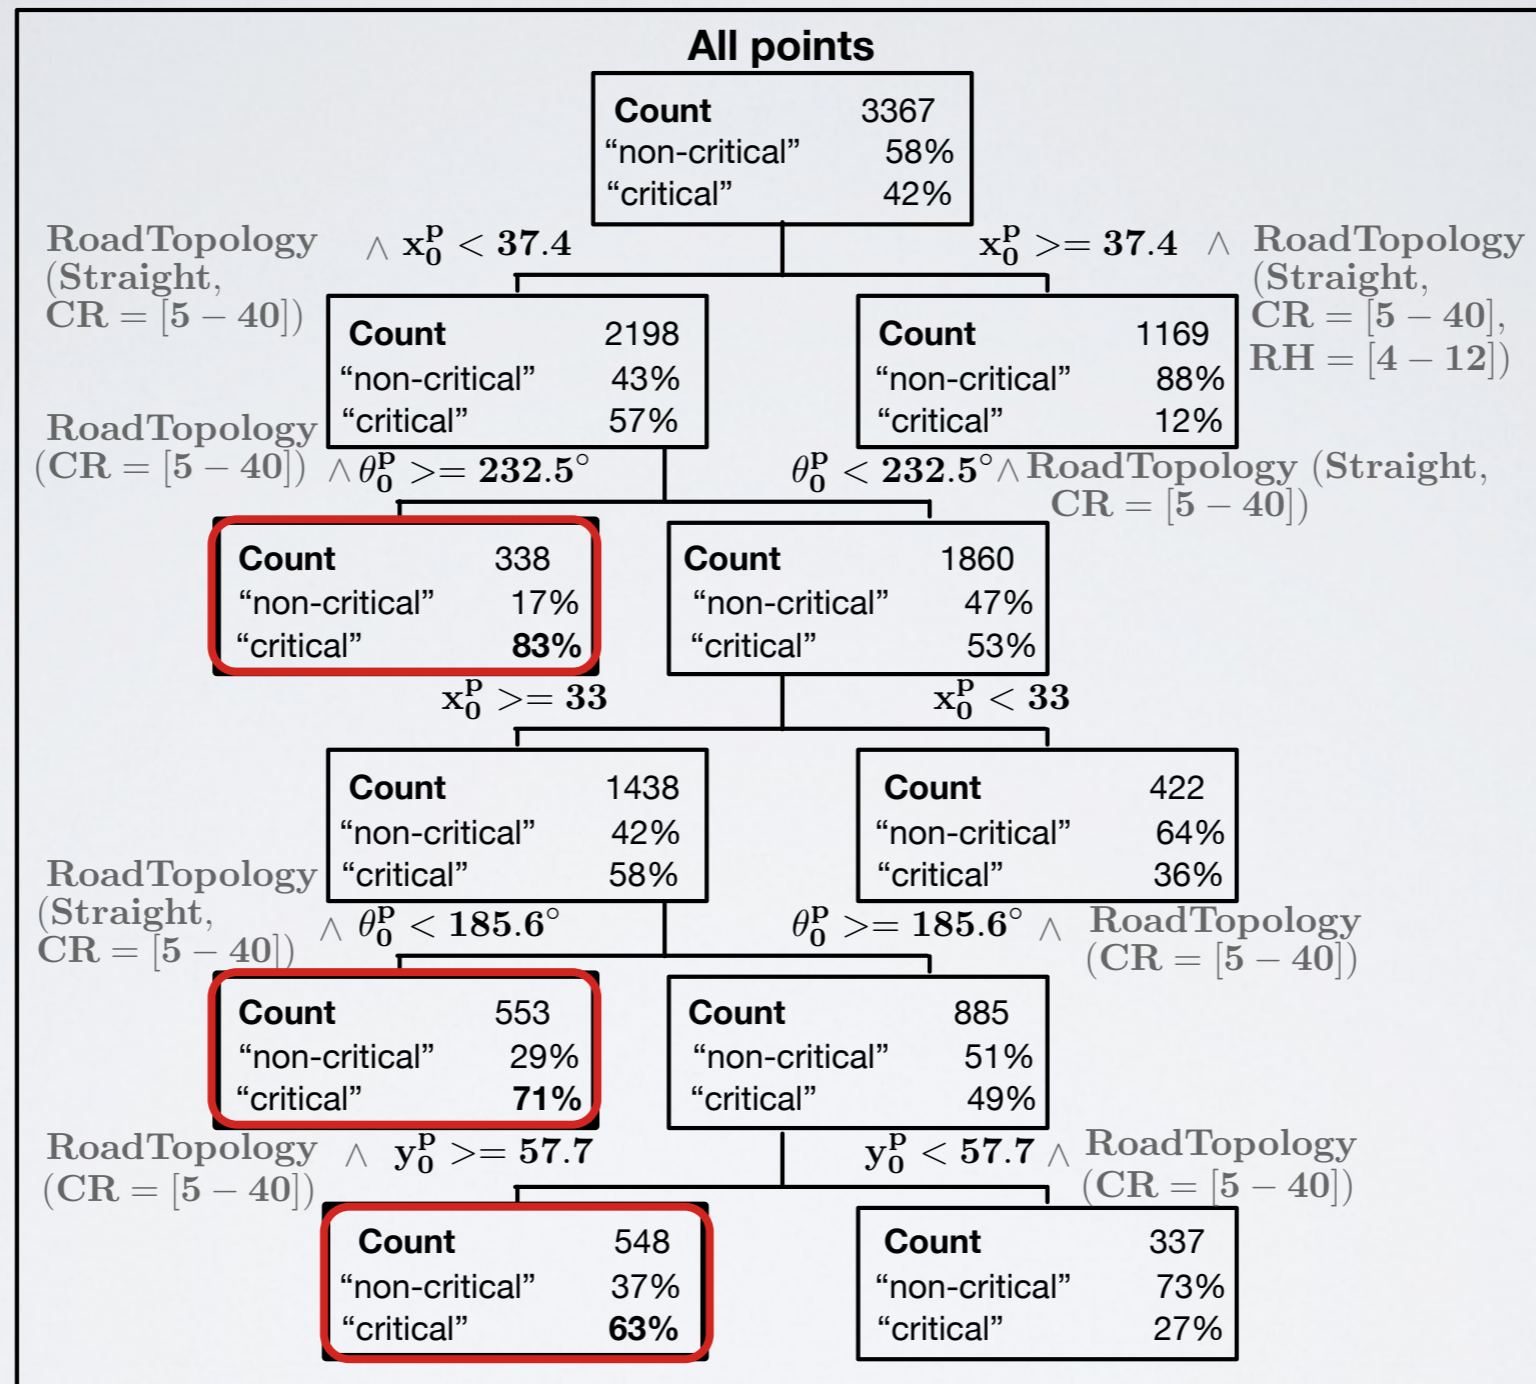 All points
Count 3367
“non-critical” 58%
“critical” 42%
RoadTopology ∧ x₀ᵖ < 37.4
(Straight,
CR = [5 − 40])
x₀ᵖ >= 37.4 ∧ RoadTopology
(Straight,
CR = [5 − 40],
RH = [4 − 12])
Count 2198
“non-critical” 43%
“critical” 57%
Count 1169
“non-critical” 88%
“critical” 12%
RoadTopology
(CR = [5 − 40]) ∧ θ₀ᵖ >= 232.5°
θ₀ᵖ < 232.5° ∧ RoadTopology (Straight,
CR = [5 − 40])
Count 338
“non-critical” 17%
“critical” 83%
Count 1860
“non-critical” 47%
“critical” 53%
x₀ᵖ >= 33
x₀ᵖ < 33
Count 1438
“non-critical” 42%
“critical” 58%
Count 422
“non-critical” 64%
“critical” 36%
RoadTopology
(Straight,
CR = [5 − 40]) ∧ θ₀ᵖ < 185.6°
θ₀ᵖ >= 185.6° ∧ RoadTopology
(CR = [5 − 40])
Count 553
“non-critical” 29%
“critical” 71%
Count 885
“non-critical” 51%
“critical” 49%
RoadTopology ∧ y₀ᵖ >= 57.7
(CR = [5 − 40])
y₀ᵖ < 57.7 ∧ RoadTopology
(CR = [5 − 40])
Count 548
“non-critical” 37%
“critical” 63%
Count 337
“non-critical” 73%
“critical” 27%